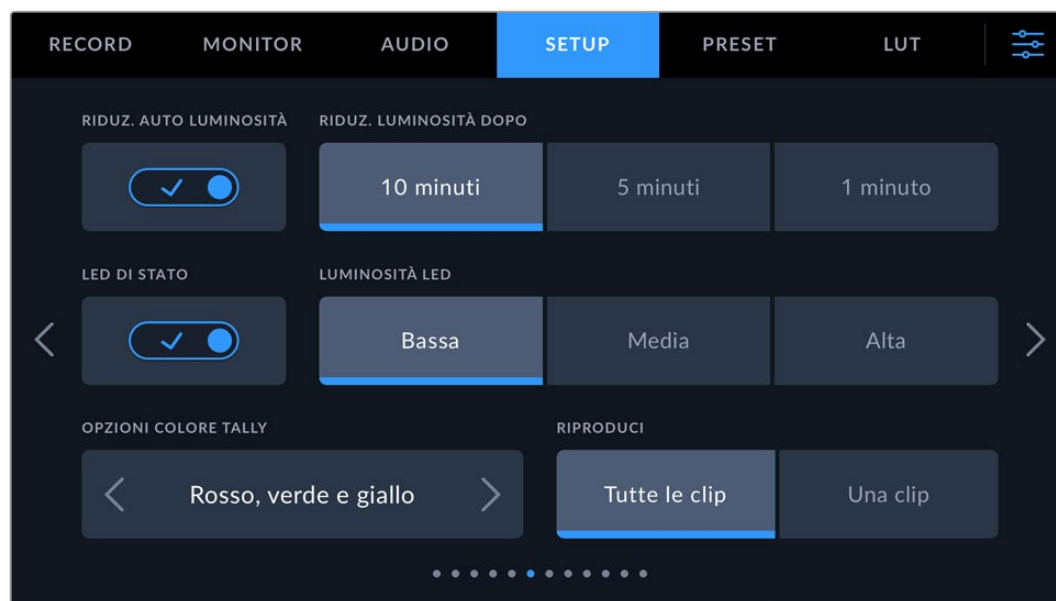 RECORD MONITOR AUDIO SETUP PRESET LUT
RIDUZ. AUTO LUMINOSITÀ RIDUZ. LUMINOSITÀ DOPO
10 minuti 5 minuti 1 minuto
LED DI STATO LUMINOSITÀ LED
Bassa Media Alta
OPZIONI COLORE TALLY RIPRODUCI
Rosso, verde e giallo Tutte le clip Una clip